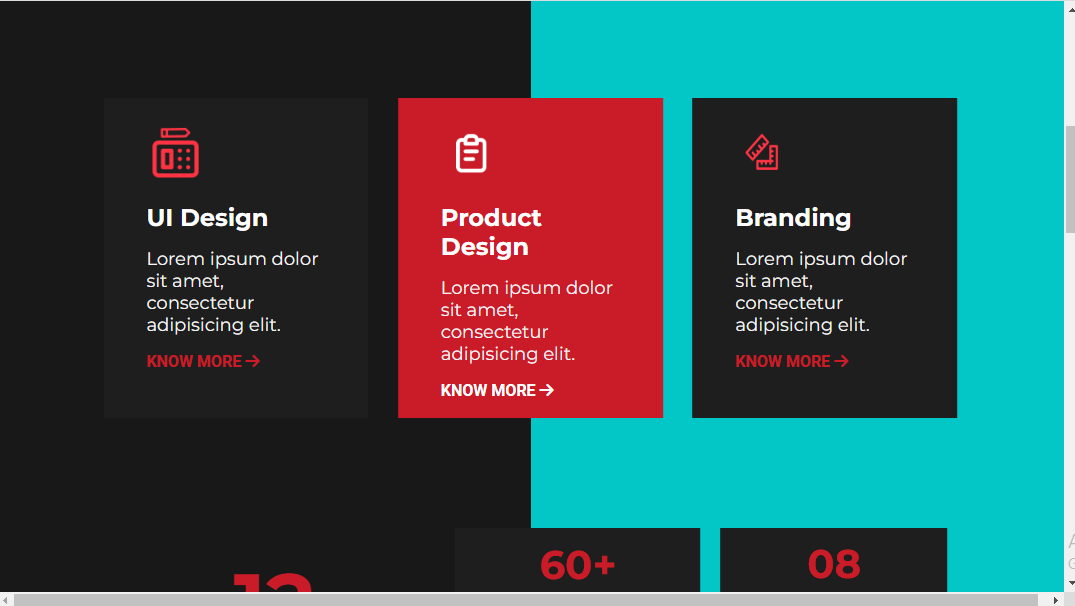 UI Design
Lorem ipsum dolor
sit amet,
consectetur
adipisicing elit.
KNOW MORE →
Product
Design
Lorem ipsum dolor
sit amet,
consectetur
adipisicing elit.
KNOW MORE →
Branding
Lorem ipsum dolor
sit amet,
consectetur
adipisicing elit.
KNOW MORE →
60+
08